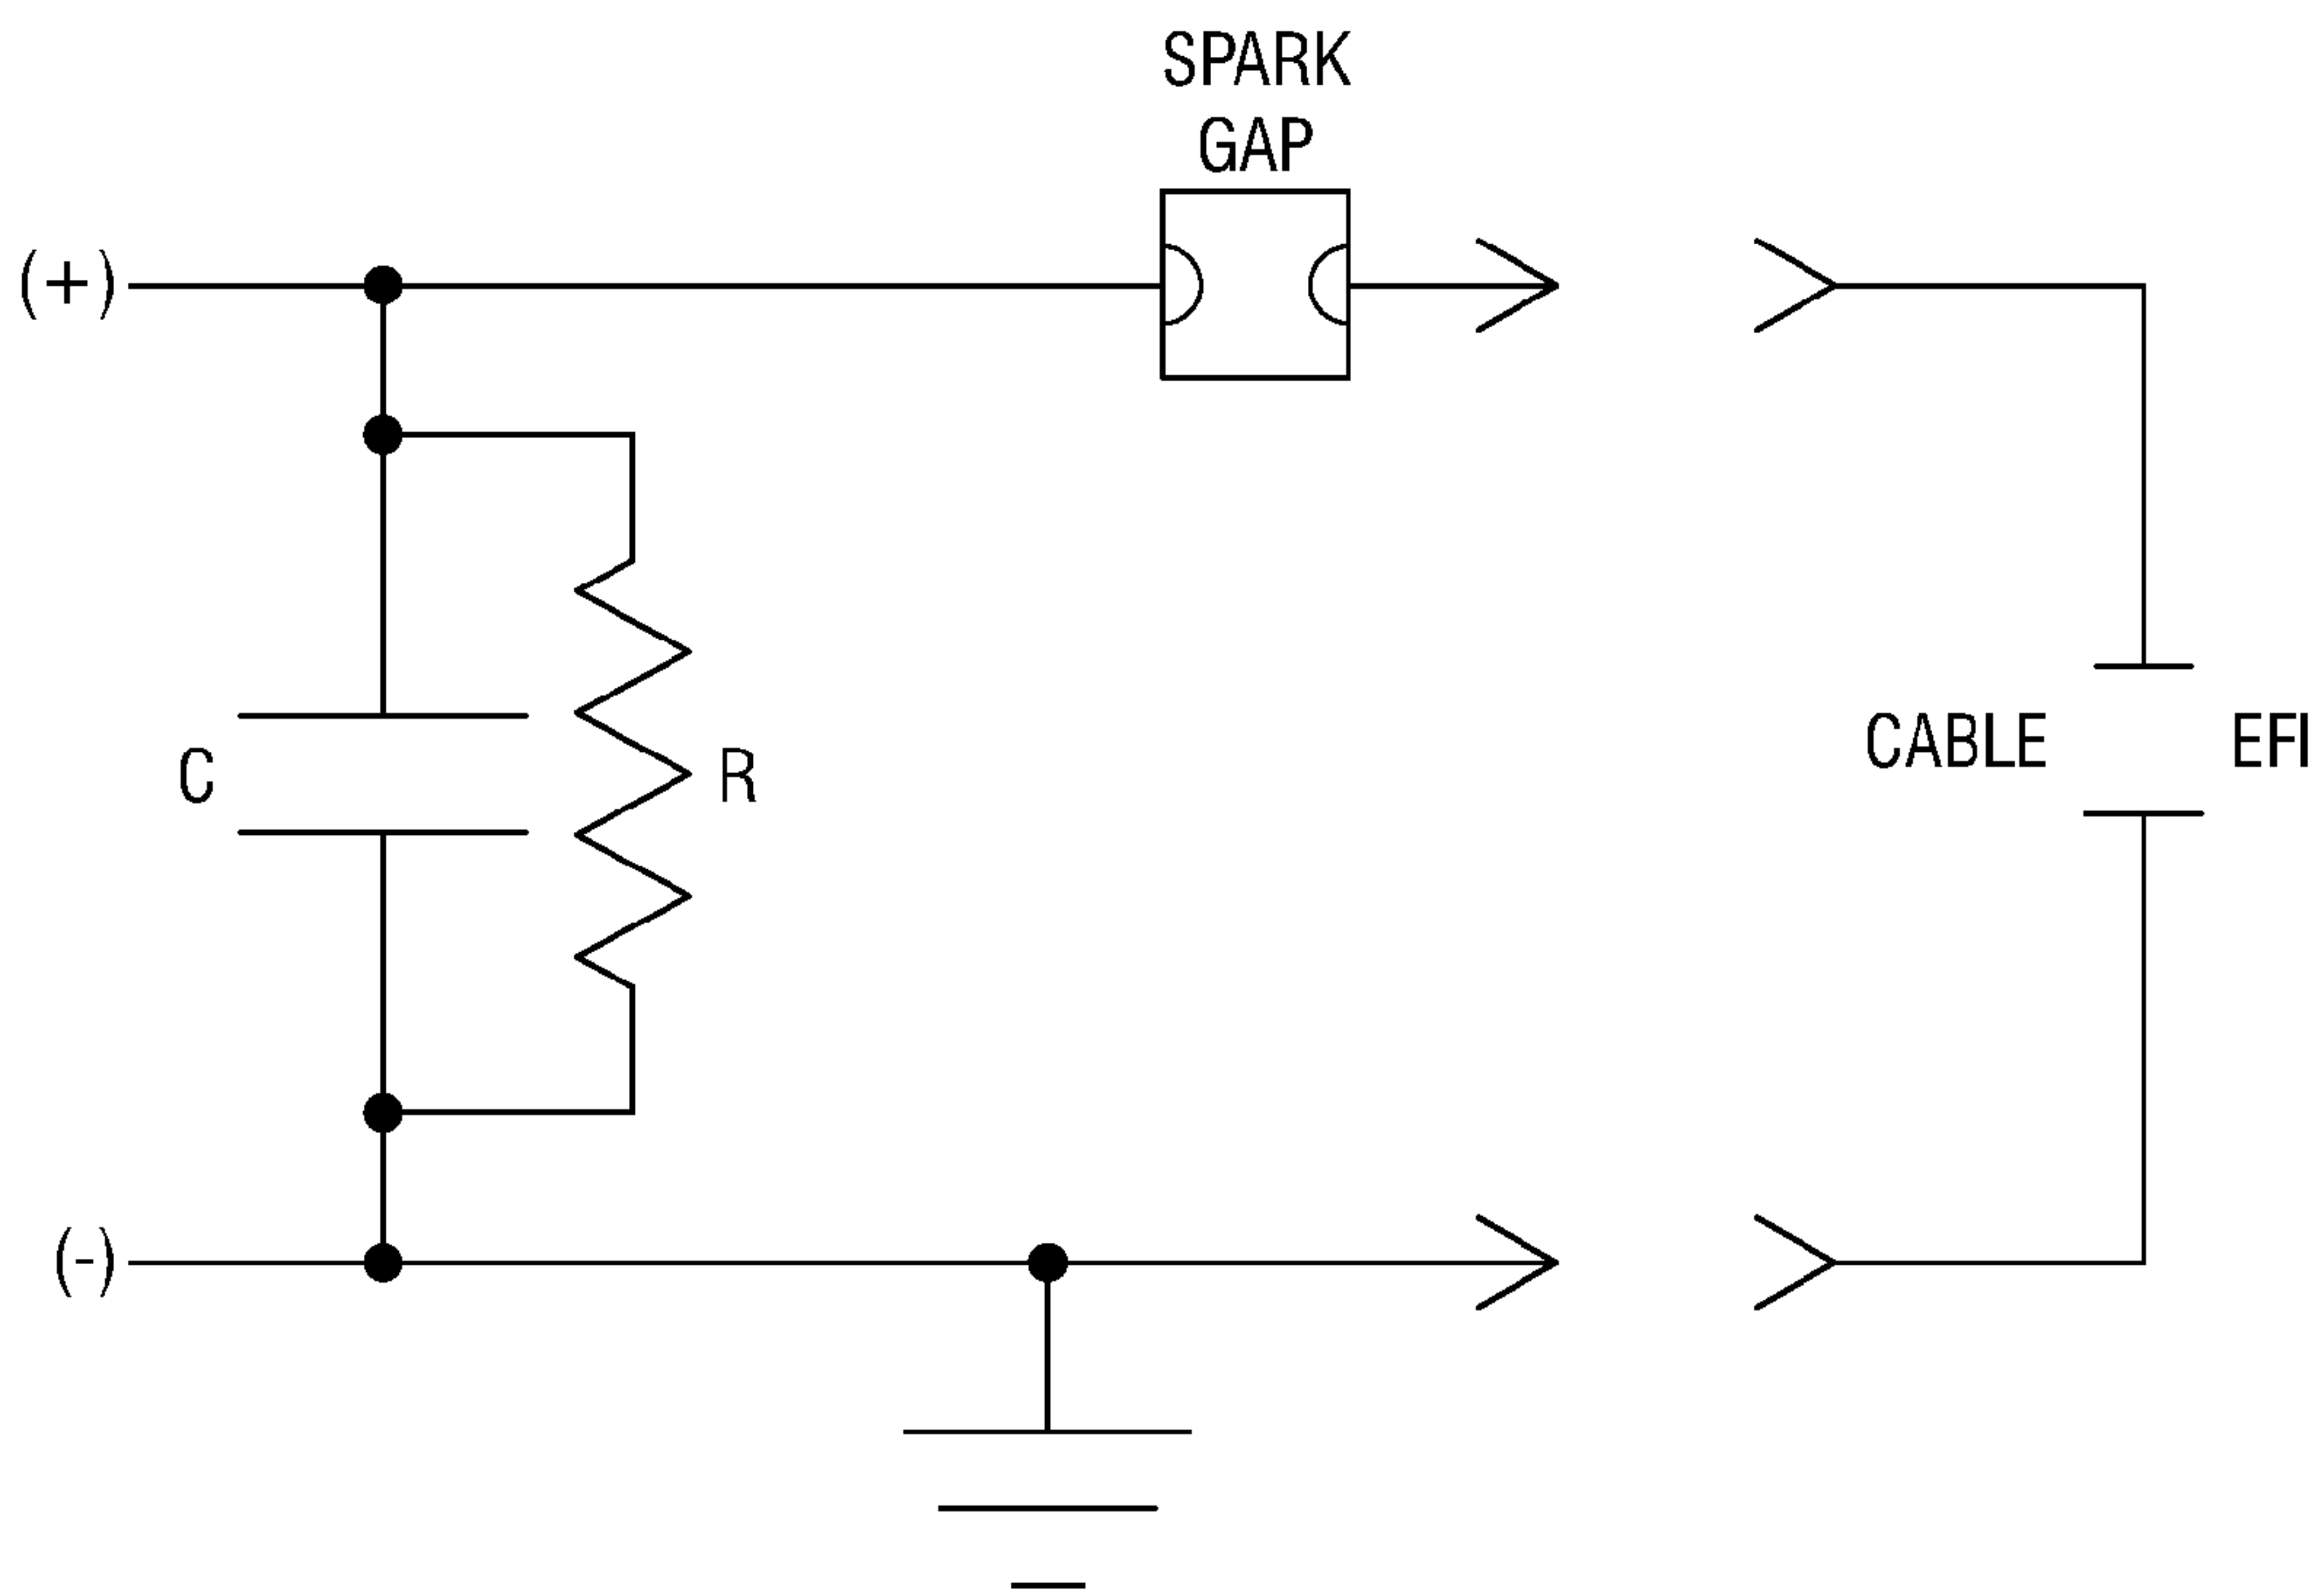 SPARK
GAP
(+)
C
R
CABLE
EFI
(-)